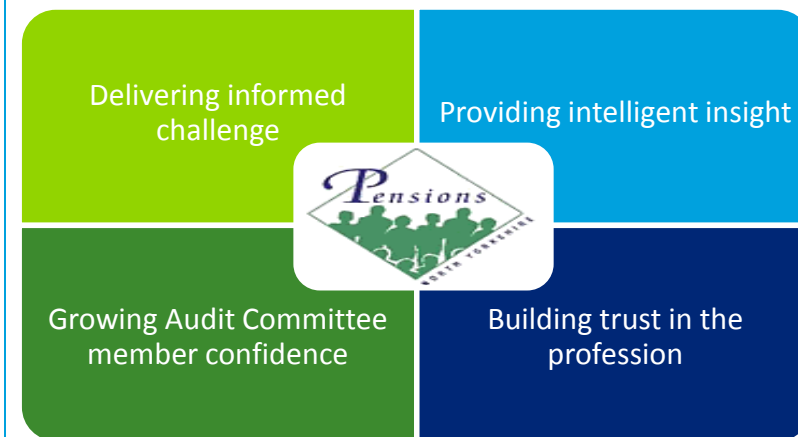 Delivering informed
challenge
Providing intelligent insight
Pensions
NORTH YORKSHIRE
Growing Audit Committee
member confidence
Building trust in the
profession